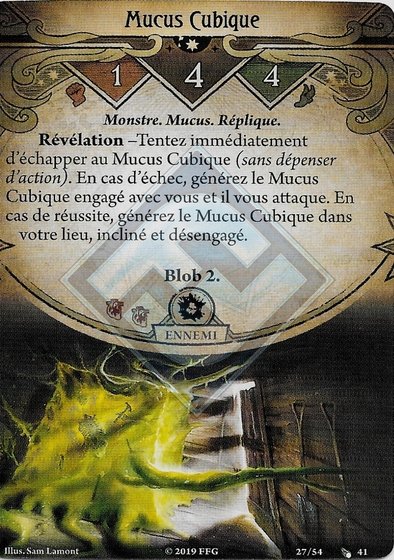 Mucus Cubique
1 4 4
Monstre. Mucus. Réplique.
Révélation –Tentez immédiatement
d'échapper au Mucus Cubique (sans dépenser
d'action). En cas d'échec, générez le Mucus
Cubique engagé avec vous et il vous attaque. En
cas de réussite, générez le Mucus Cubique dans
votre lieu, incliné et désengagé.
Blob 2.
ENNEMI
Illus. Sam Lamont © 2019 FFG 27/54 41